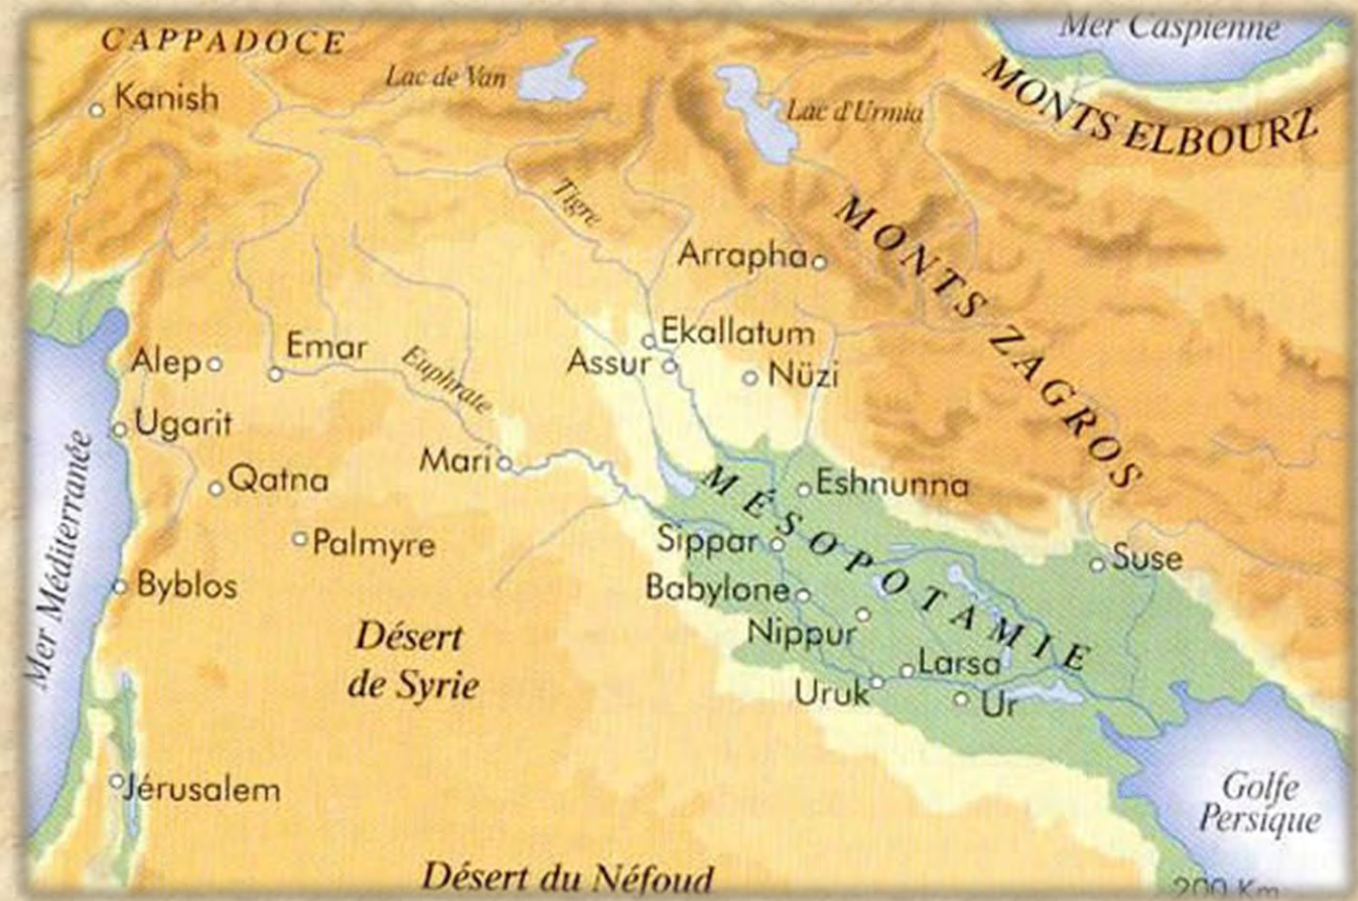 CAPPADOCE
Mer Caspienne
Kanish
Lac de Van
Lac d'Urmia
MONTS ELBOURZ
Tigre
MONTS ZAGROS
Arrapha
Ekallatum
Alep
Emar
Euphrate
Assur
Nüzi
Ugarit
Mari
Qatna
Eshnunna
MÉSOPOTAMIE
Mer Méditerranée
Palmyre
Sippar
Suse
Byblos
Babylone
Nippur
Désert
de Syrie
Larsa
Uruk
Ur
Jérusalem
Golfe
Persique
Désert du Néfoud
200 Km